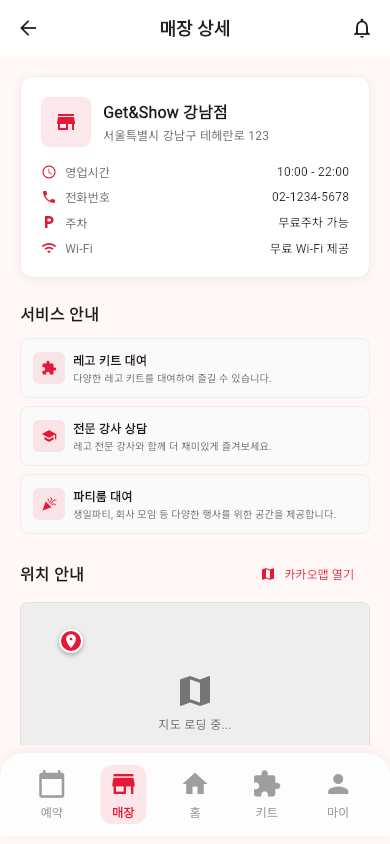 매장 상세
Get&Show 강남점
서울특별시 강남구 테헤란로 123
영업시간 10:00 - 22:00
전화번호 02-1234-5678
P 주차 무료주차 가능
Wi-Fi 무료 Wi-Fi 제공
서비스 안내
레고 키트 대여
다양한 레고 키트를 대여하여 즐길 수 있습니다.
전문 강사 상담
레고 전문 강사와 함께 더 재미있게 즐겨보세요.
파티룸 대여
생일파티, 회사 모임 등 다양한 행사를 위한 공간을 제공합니다.
위치 안내 카카오맵 열기
지도 로딩 중...
예약 매장 홈 키트 마이